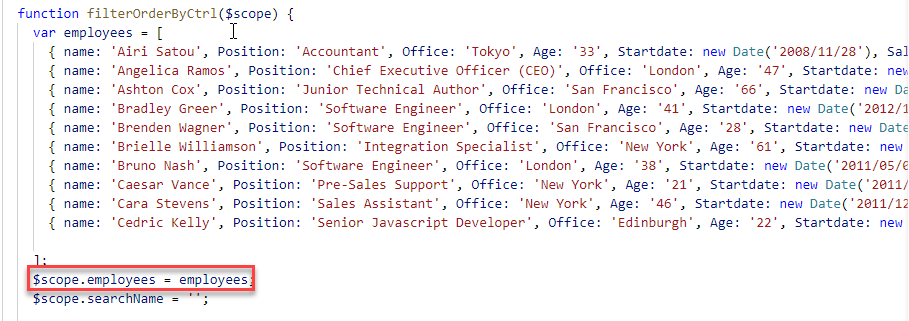 function filterOrderByCtrl($scope) {
var employees = [
{ name: 'Airi Satou', Position: 'Accountant', Office: 'Tokyo', Age: '33', Startdate: new Date('2008/11/28'), Sal
{ name: 'Angelica Ramos', Position: 'Chief Executive Officer (CEO)', Office: 'London', Age: '47', Startdate: new
{ name: 'Ashton Cox', Position: 'Junior Technical Author', Office: 'San Francisco', Age: '66', Startdate: new Da
{ name: 'Bradley Greer', Position: 'Software Engineer', Office: 'London', Age: '41', Startdate: new Date('2012/1
{ name: 'Brenden Wagner', Position: 'Software Engineer', Office: 'San Francisco', Age: '28', Startdate: new Date
{ name: 'Brielle Williamson', Position: 'Integration Specialist', Office: 'New York', Age: '61', Startdate: new
{ name: 'Bruno Nash', Position: 'Software Engineer', Office: 'London', Age: '38', Startdate: new Date('2011/05/0
{ name: 'Caesar Vance', Position: 'Pre-Sales Support', Office: 'New York', Age: '21', Startdate: new Date('2011/
{ name: 'Cara Stevens', Position: 'Sales Assistant', Office: 'New York', Age: '46', Startdate: new Date('2011/12
{ name: 'Cedric Kelly', Position: 'Senior Javascript Developer', Office: 'Edinburgh', Age: '22', Startdate: new
];
$scope.employees = employees;
$scope.searchName = '';